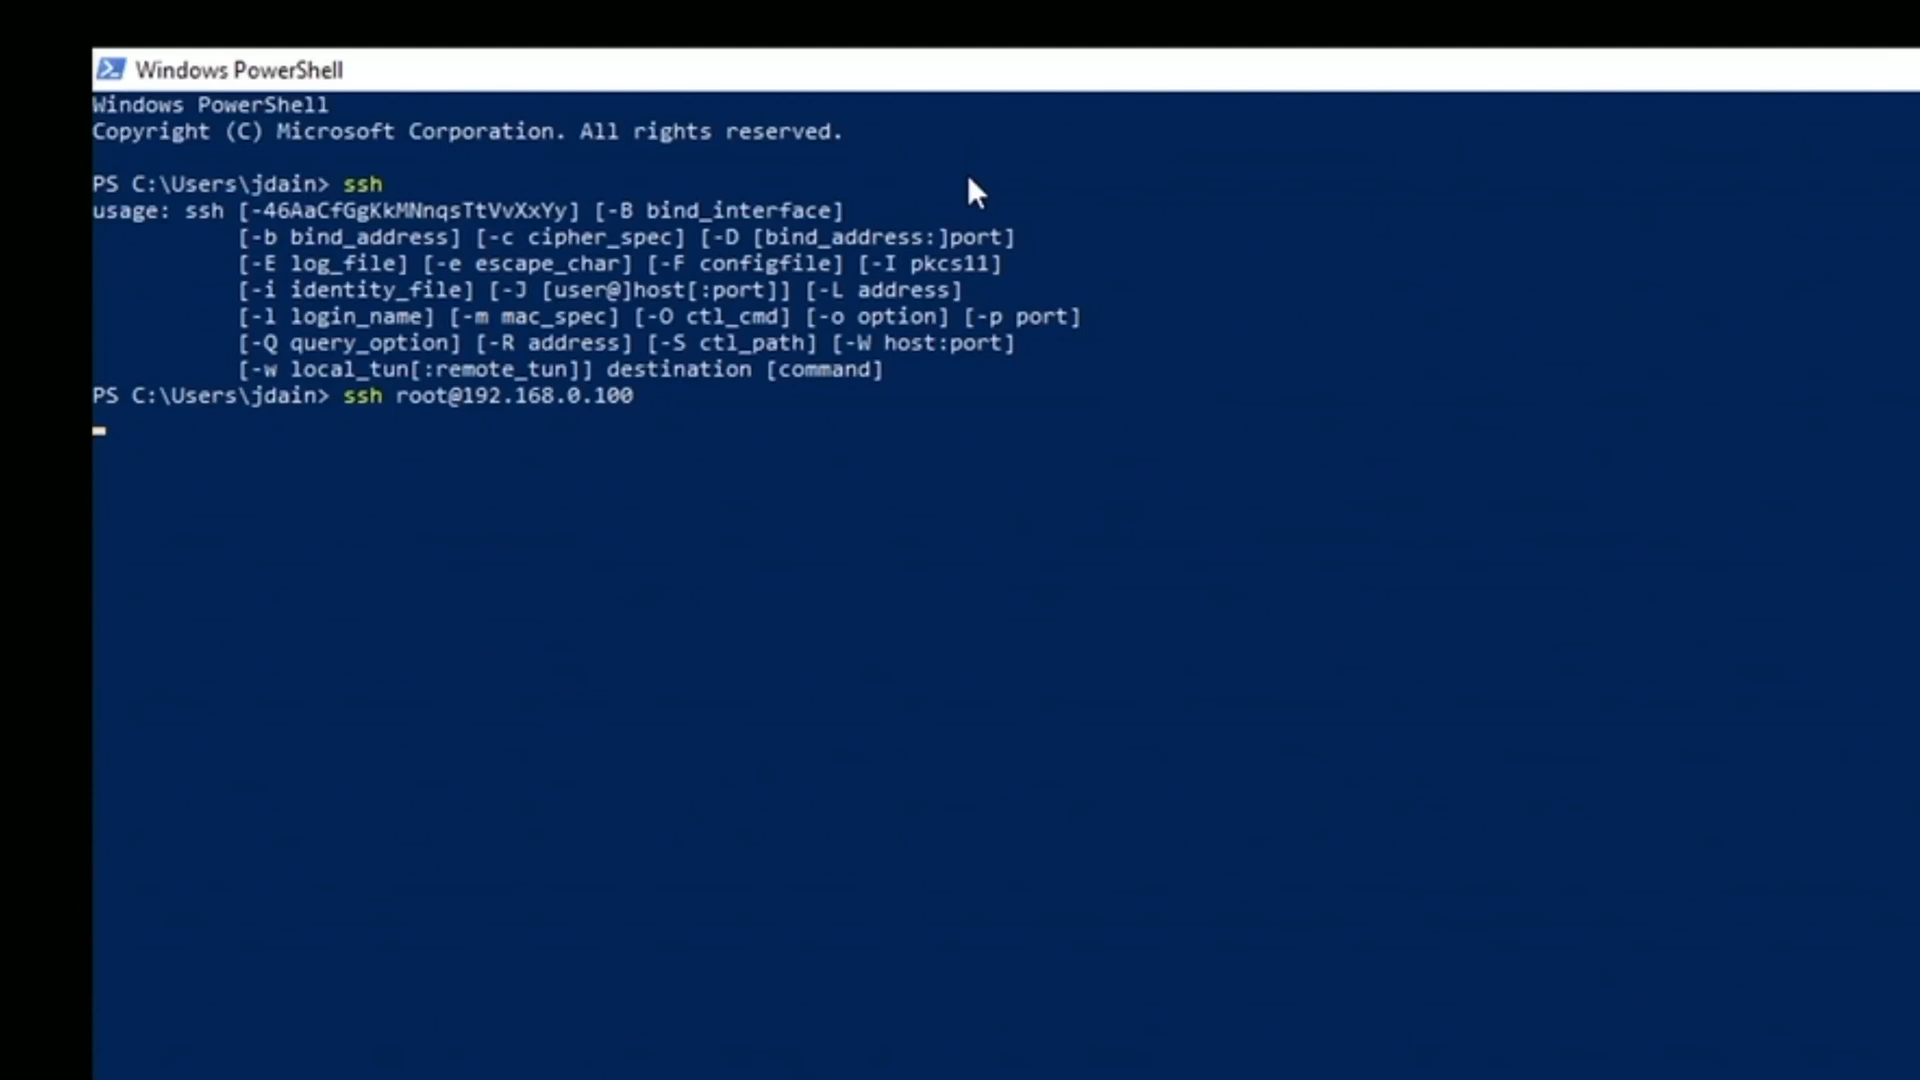 Windows PowerShell
Windows PowerShell
Copyright (C) Microsoft Corporation. All rights reserved.
PS C:\Users\jdain> ssh
usage: ssh [-46AaCfGgKkMNnqsTtVvXxYy] [-B bind_interface]
[-b bind_address] [-c cipher_spec] [-D [bind_address:]port]
[-E log_file] [-e escape_char] [-F configfile] [-I pkcs11]
[-i identity_file] [-J [user@]host[:port]] [-L address]
[-l login_name] [-m mac_spec] [-O ctl_cmd] [-o option] [-p port]
[-Q query_option] [-R address] [-S ctl_path] [-W host:port]
[-w local_tun[:remote_tun]] destination [command]
PS C:\Users\jdain> ssh root@192.168.0.100